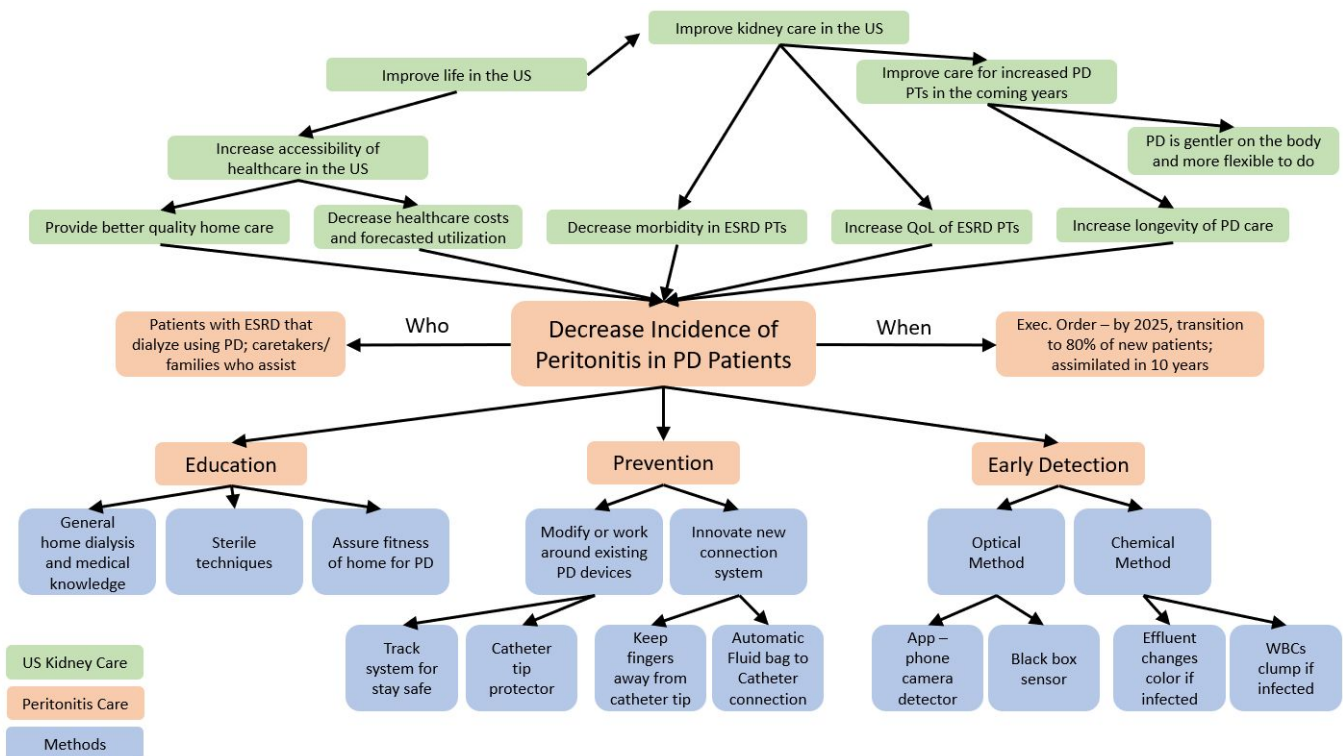 Improve kidney care in the US
Improve life in the US
Improve care for increased PD
PTs in the coming years
Increase accessibility of
healthcare in the US
PD is gentler on the body
and more flexible to do
Provide better quality home care
Decrease healthcare costs
and forecasted utilization
Decrease morbidity in ESRD PTs
Increase QoL of ESRD PTs
Increase longevity of PD care
Patients with ESRD that
dialyze using PD; caretakers/
families who assist
Who
Decrease Incidence of
Peritonitis in PD Patients
When
Exec. Order – by 2025, transition
to 80% of new patients;
assimilated in 10 years
Education
Prevention
Early Detection
General
home dialysis
and medical
knowledge
Sterile
techniques
Assure fitness
of home for PD
Modify or work
around existing
PD devices
Innovate new
connection
system
Optical
Method
Chemical
Method
Track
system for
stay safe
Catheter
tip
protector
Keep
fingers
away from
catheter tip
Automatic
Fluid bag to
Catheter
connection
App –
phone
camera
detector
Black box
sensor
Effluent
changes
color if
infected
WBCs
clump if
infected
US Kidney Care
Peritonitis Care
Methods